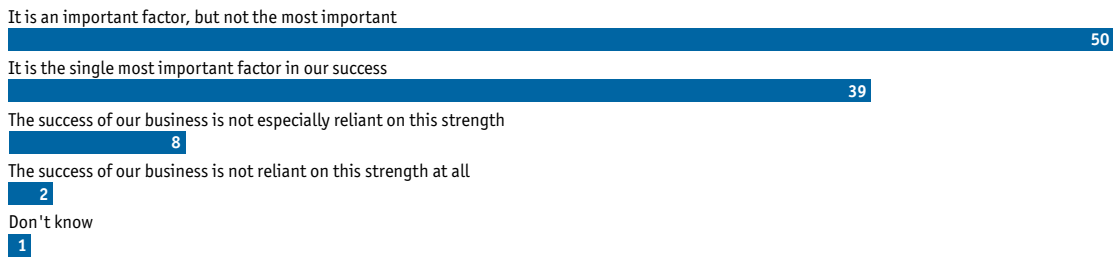 It is an important factor, but not the most important
50
It is the single most important factor in our success
39
The success of our business is not especially reliant on this strength
8
The success of our business is not reliant on this strength at all
2
Don't know
1